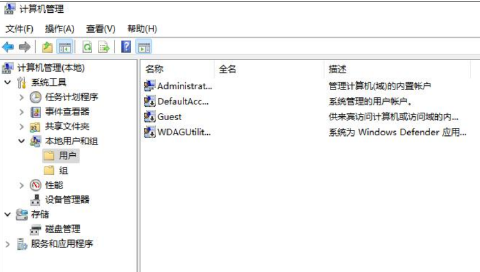 计算机管理
文件(F) 操作(A) 查看(V) 帮助(H)
计算机管理(本地)
系统工具
任务计划程序
事件查看器
共享文件夹
本地用户和组
用户
组
性能
设备管理器
存储
磁盘管理
服务和应用程序
名称 全名 描述
Administrat... 管理计算机(域)的内置帐户
DefaultAcc... 系统管理的用户帐户。
Guest 供来宾访问计算机或访问域的内...
WDAGUtilit... 系统为 Windows Defender 应用...